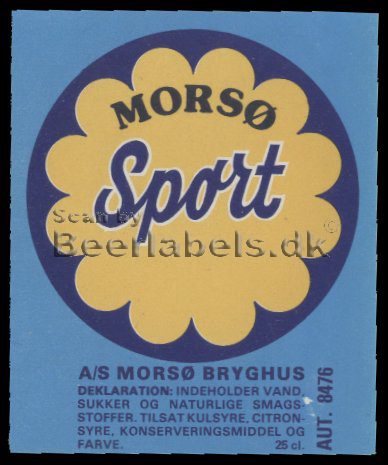 MORSØ
Sport
Scan by
Beerlabels.dk ©
A/S MORSØ BRYGHUS
DEKLARATION: INDEHOLDER VAND,
SUKKER OG NATURLIGE SMAGS-
STOFFER. TILSAT KULSYRE, CITRON-
SYRE, KONSERVERINGSMIDDEL OG
FARVE. 25 cl.
AUT. 8476